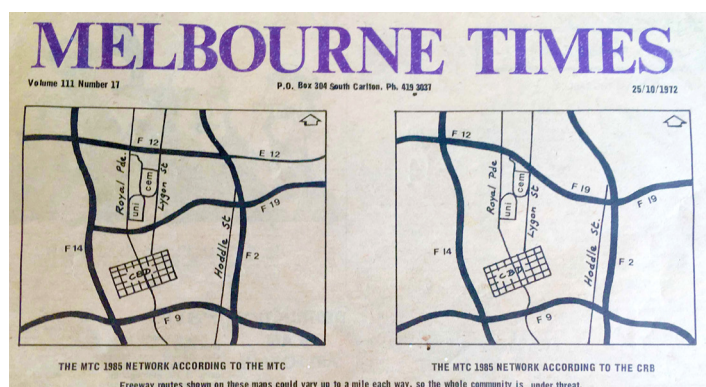 MELBOURNE TIMES
Volume 111 Number 17
P.O. Box 304 South Carlton. Ph. 419 3037
25/10/1972
F 12
E 12
Royal Pde.
cem
Lygon st
uni
F 19
F 14
Hoddle St
F 2
CBD
F 9
F 12
Royal Pde
cem
Lygon st
uni
F 19
F 19
F 14
Hoddle St.
F 2
CBD
F 9
THE MTC 1985 NETWORK ACCORDING TO THE MTC
THE MTC 1985 NETWORK ACCORDING TO THE CRB
Freeway routes shown on these maps could vary up to a mile each way, so the whole community is under threat